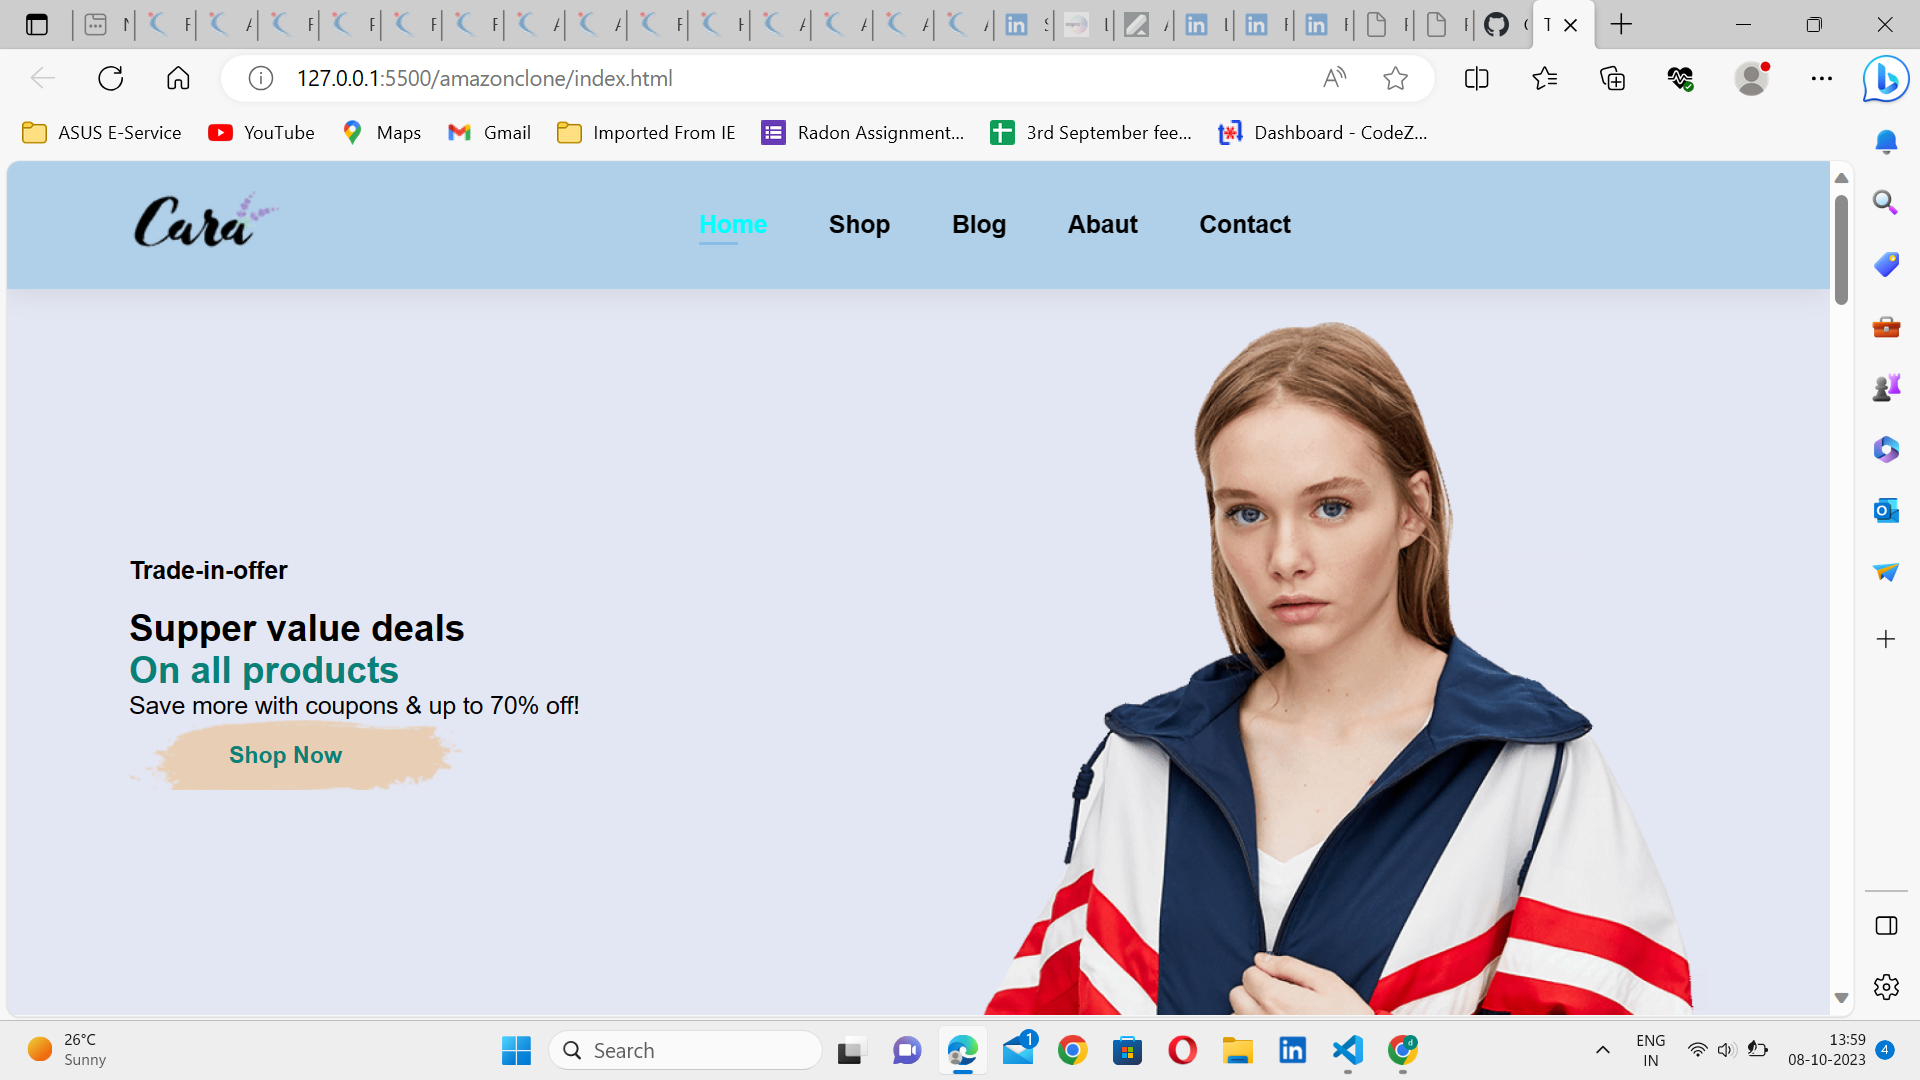 127.0.0.1:5500/amazonclone/index.html
ASUS E-Service YouTube Maps Gmail Imported From IE Radon Assignment... 3rd September fee... Dashboard - CodeZ...
Cara
Home Shop Blog Abaut Contact
Trade-in-offer
Supper value deals
On all products
Save more with coupons & up to 70% off!
Shop Now
26°C
Sunny
Search
1
ENG
IN
13:59
08-10-2023
4